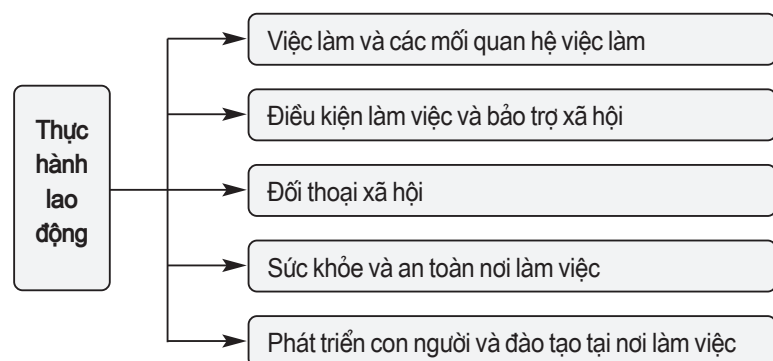 Thực
hành
lao
động
Việc làm và các mối quan hệ việc làm
Điều kiện làm việc và bảo trợ xã hội
Đối thoại xã hội
Sức khỏe và an toàn nơi làm việc
Phát triển con người và đào tạo tại nơi làm việc